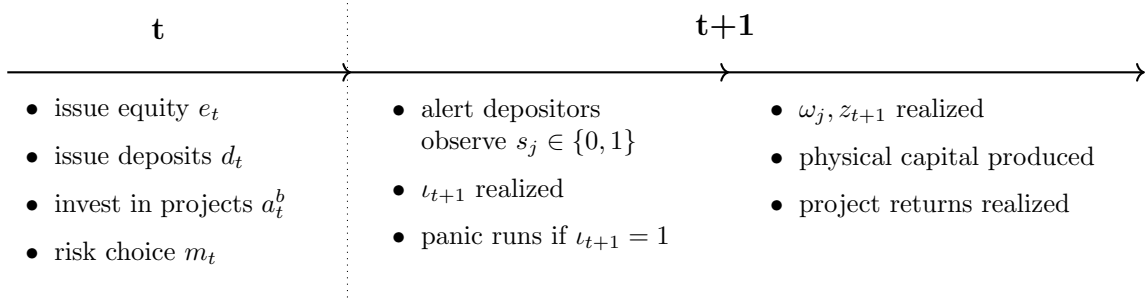 t
t+1
• issue equity e_t
• issue deposits d_t
• invest in projects a_t^b
• risk choice m_t
• alert depositors
observe s_j ∈ {0, 1}
• ι_{t+1} realized
• panic runs if ι_{t+1} = 1
• ω_j, z_{t+1} realized
• physical capital produced
• project returns realized